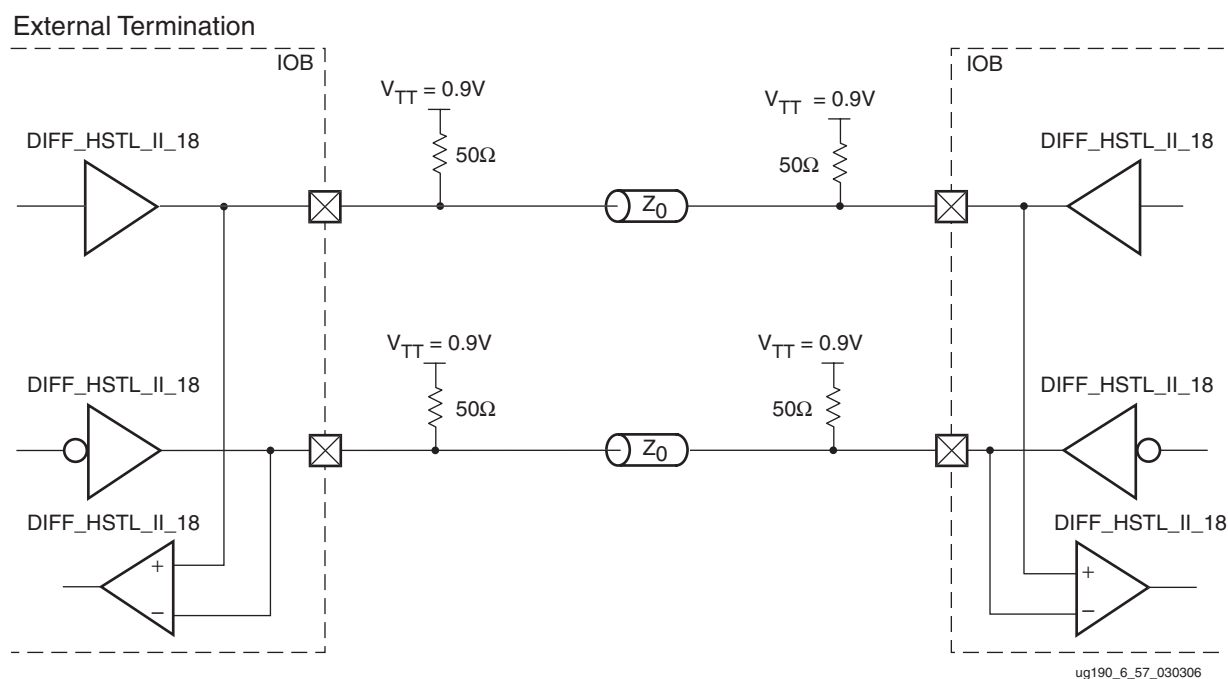 External Termination
IOB
IOB
V_TT = 0.9V
V_TT = 0.9V
DIFF_HSTL_II_18
DIFF_HSTL_II_18
50Ω
50Ω
Z_0
V_TT = 0.9V
V_TT = 0.9V
DIFF_HSTL_II_18
DIFF_HSTL_II_18
50Ω
50Ω
Z_0
DIFF_HSTL_II_18
DIFF_HSTL_II_18
+
–
+
–
ug190_6_57_030306